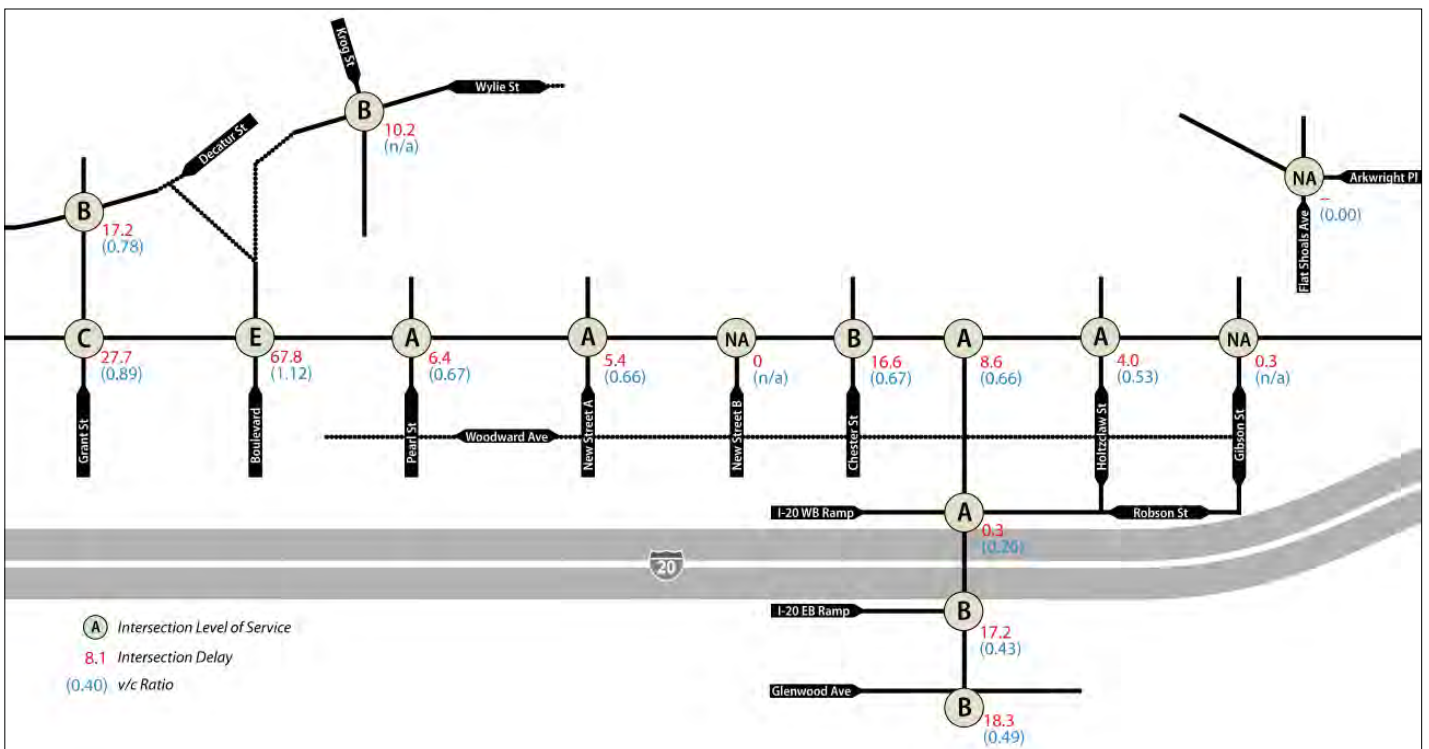 Krog St
Wylie St
B
10.2
(n/a)
Decatur St
B
17.2
(0.78)
NA
Arkwright Pl
–
(0.00)
Flat Shoals Ave
C
27.7
(0.89)
E
67.8
(1.12)
A
6.4
(0.67)
A
5.4
(0.66)
NA
0
(n/a)
B
16.6
(0.67)
A
8.6
(0.66)
A
4.0
(0.53)
NA
0.3
(n/a)
Grant St
Boulevard
Pearl St
New Street A
New Street B
Chester St
Holtzclaw St
Gibson St
Woodward Ave
I-20 WB Ramp
A
0.3
(0.26)
Robson St
20
I-20 EB Ramp
B
17.2
(0.43)
Glenwood Ave
B
18.3
(0.49)
A Intersection Level of Service
8.1 Intersection Delay
(0.40) v/c Ratio